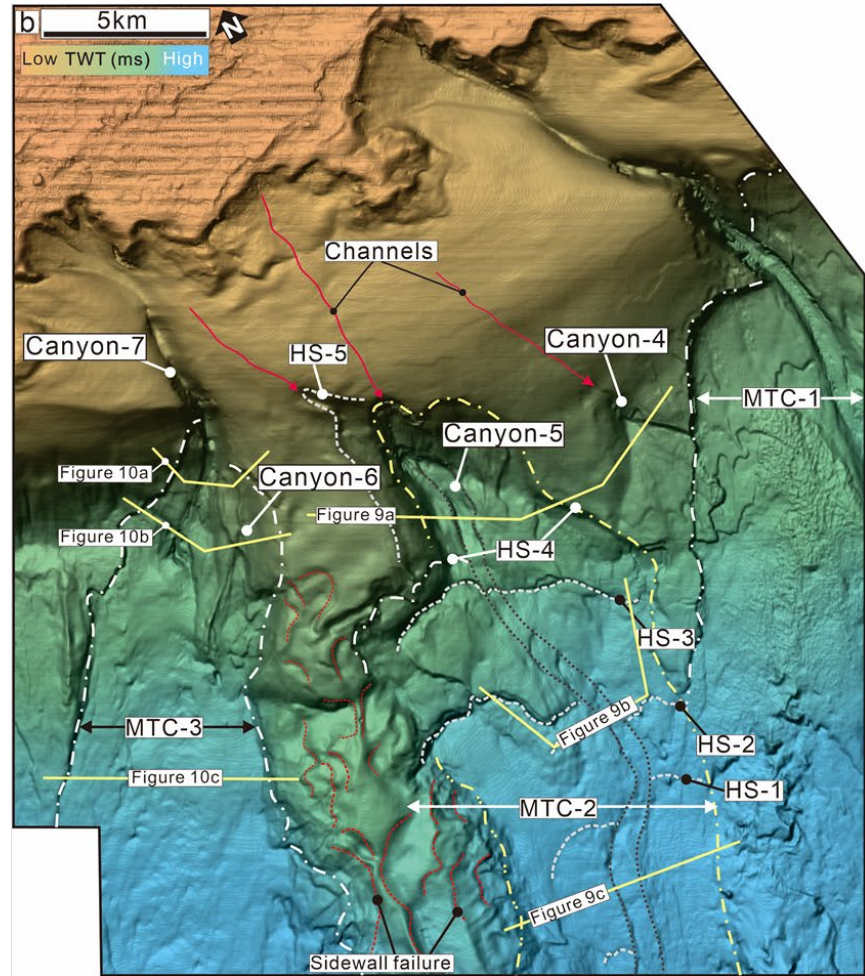 b
5km
N
Low TWT (ms) High
Channels
Canyon-7
HS-5
Canyon-4
MTC-1
Canyon-5
Figure 10a
Canyon-6
Figure 9a
Figure 10b
HS-4
HS-3
MTC-3
Figure 9b
HS-2
Figure 10c
HS-1
MTC-2
Figure 9c
Sidewall failure